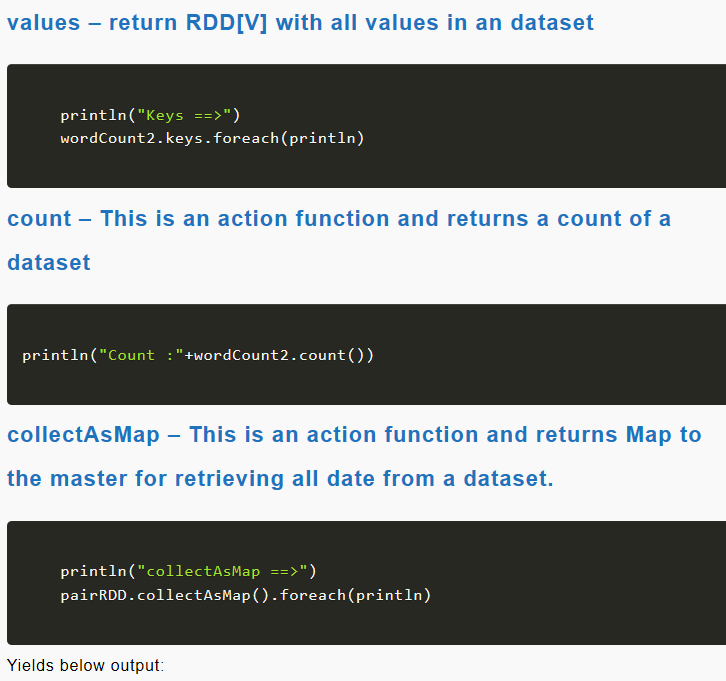 values – return RDD[V] with all values in an dataset
println("Keys ==>")
wordCount2.keys.foreach(println)
count – This is an action function and returns a count of a
dataset
println("Count :"+wordCount2.count())
collectAsMap – This is an action function and returns Map to
the master for retrieving all date from a dataset.
println("collectAsMap ==>")
pairRDD.collectAsMap().foreach(println)
Yields below output: